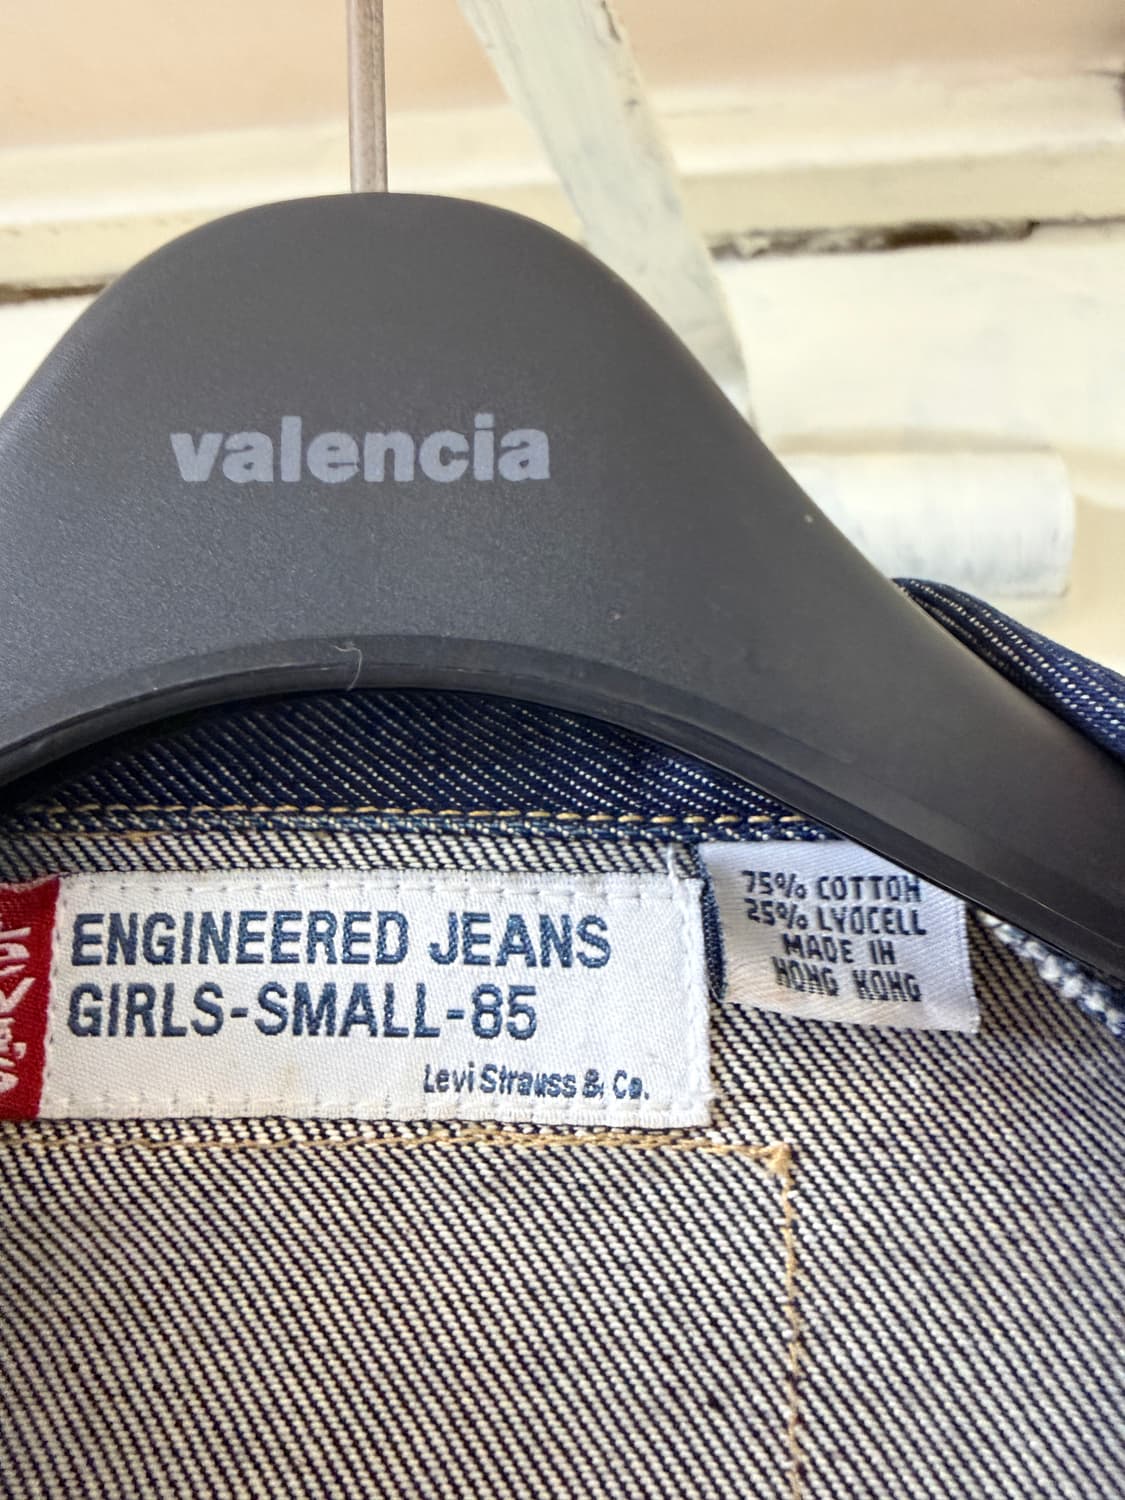 valencia
ENGINEERED JEANS
GIRLS-SMALL-85
Levi Strauss & Co.
75% COTTON
25% LYOCELL
MADE IN
HONG KONG